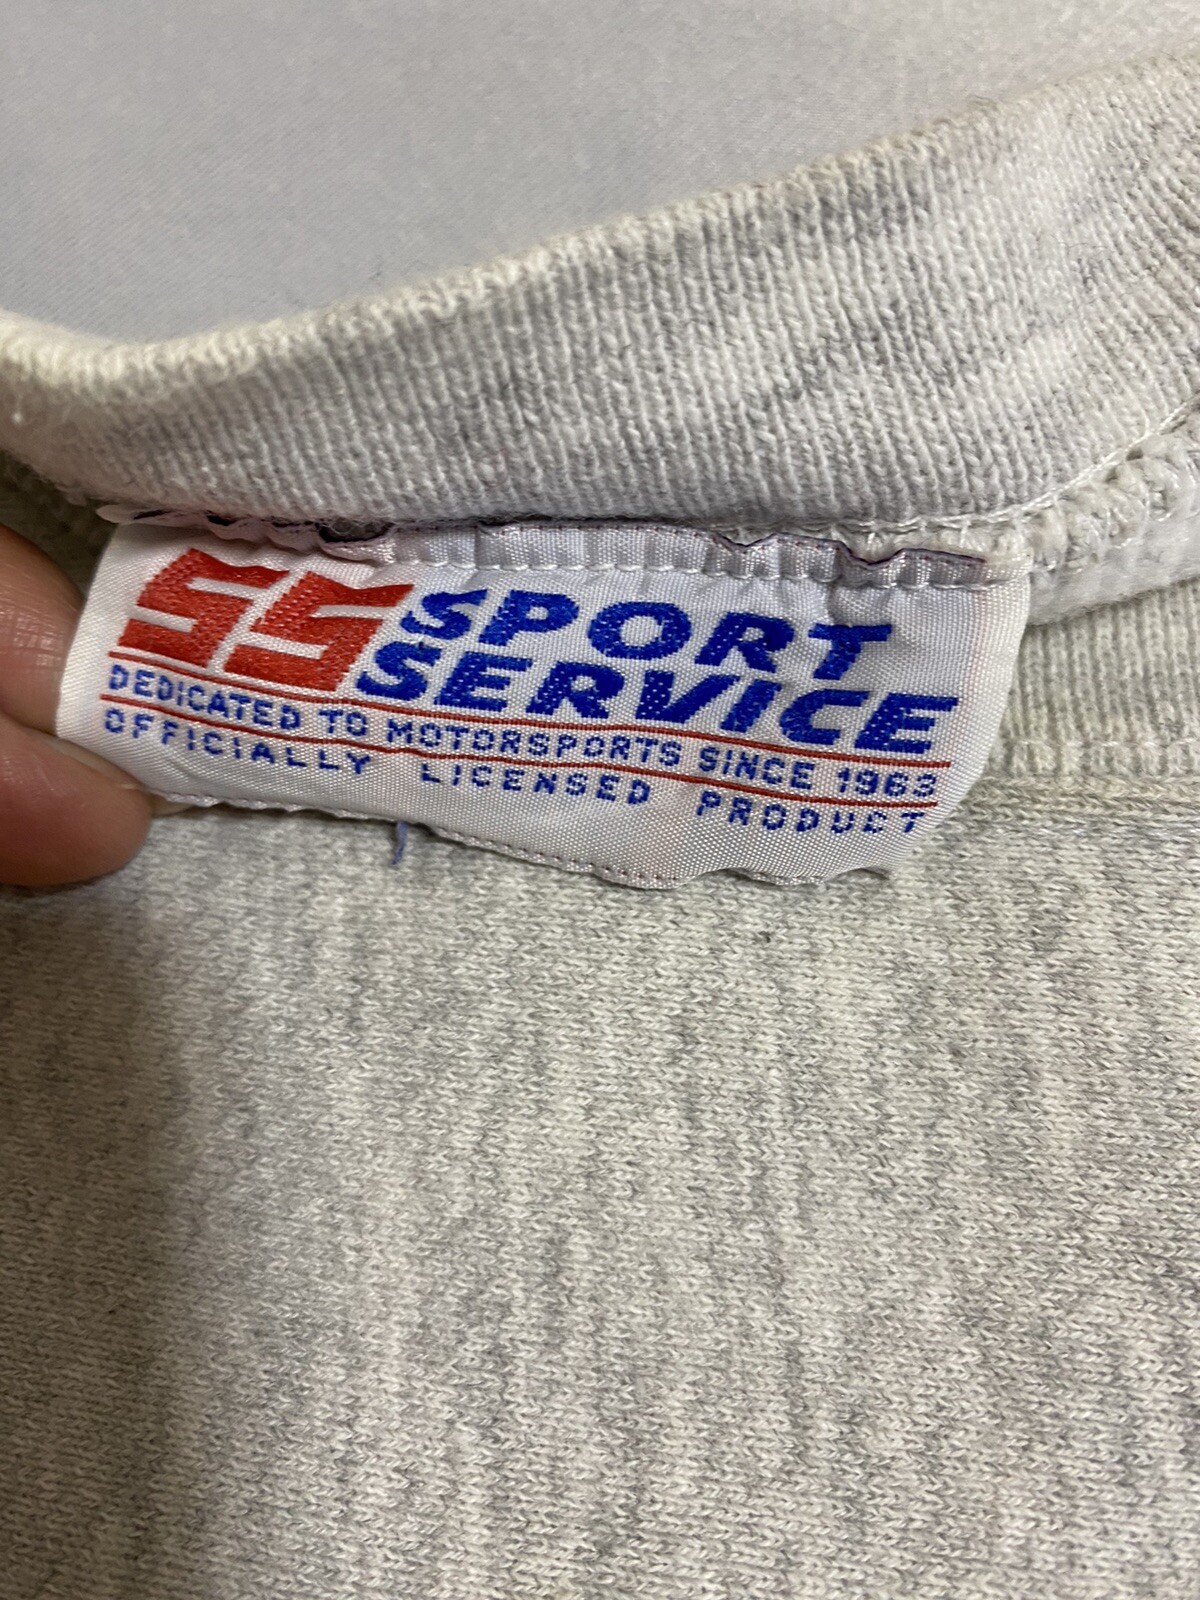 SS SPORT
SERVICE
DEDICATED TO MOTORSPORTS SINCE 1963
OFFICIALLY LICENSED PRODUCT